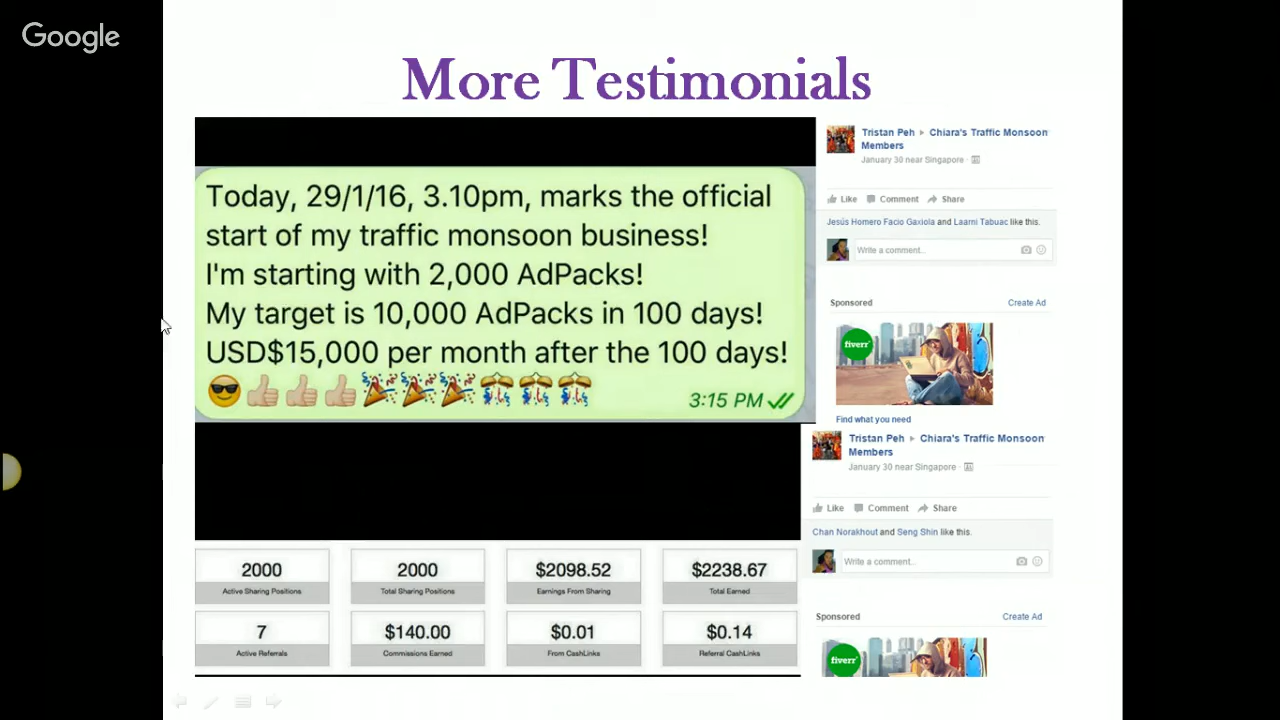 Google
More Testimonials
Today, 29/1/16, 3.10pm, marks the official
start of my traffic monsoon business!
I'm starting with 2,000 AdPacks!
My target is 10,000 AdPacks in 100 days!
USD$15,000 per month after the 100 days!
3:15 PM
Tristan Peh ▸ Chiara's Traffic Monsoon
Members
January 30 near Singapore ·
Like Comment Share
Jesús Homero Facio Gaxiola and Laarni Tabuac like this.
Write a comment...
Sponsored Create Ad
fiverr
Find what you need
Tristan Peh ▸ Chiara's Traffic Monsoon
Members
January 30 near Singapore ·
Like Comment Share
Chan Norakhout and Seng Shin like this.
Write a comment...
Sponsored Create Ad
fiverr
2000 2000 $2098.52 $2238.67
Active Sharing Positions Total Sharing Positions Earnings From Sharing Total Earned
7 $140.00 $0.01 $0.14
Active Referrals Commissions Earned From CashLinks Referral CashLinks